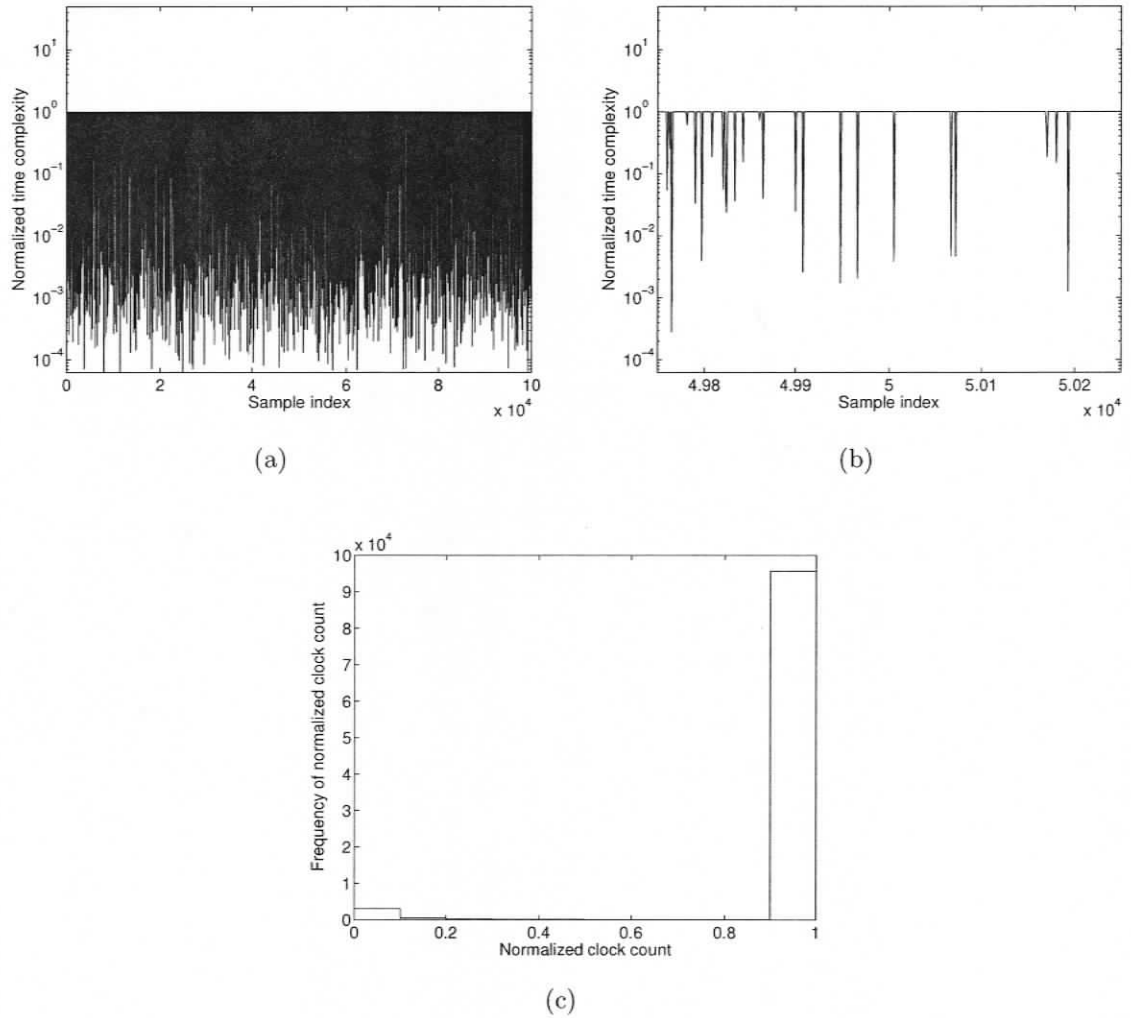 Normalized time complexity
10^1
10^0
10^-1
10^-2
10^-3
10^-4
0 2 4 6 8 10
Sample index
x 10^4
(a)
Normalized time complexity
10^1
10^0
10^-1
10^-2
10^-3
10^-4
4.98 4.99 5 5.01 5.02
Sample index
x 10^4
(b)
x 10^4
Frequency of normalized clock count
10
9
8
7
6
5
4
3
2
1
0
0 0.2 0.4 0.6 0.8 1
Normalized clock count
(c)